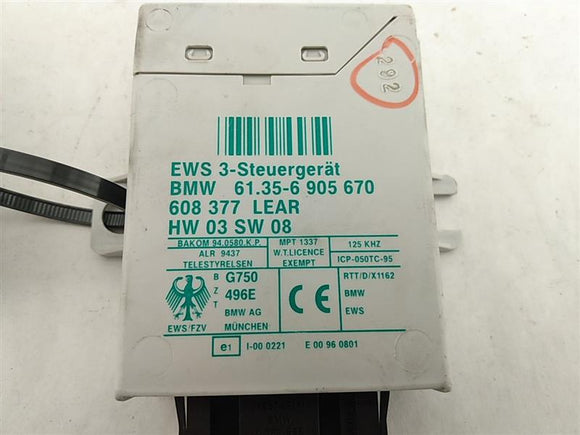 292
EWS 3-Steuergerät
BMW 61.35-6 905 670
608 377 LEAR
HW 03 SW 08
BAKOM 94.0580.K.P.
ALR 9437
TELESTYRELSEN
MPT 1337
W.T.LICENCE
EXEMPT
125 KHZ
ICP-050TC-95
BZT
G750
496E
BMW AG
MÜNCHEN
EWS/FZV
CE
RTT/D/X1162
BMW
EWS
e1 I-00 0221 E 00 96 0801